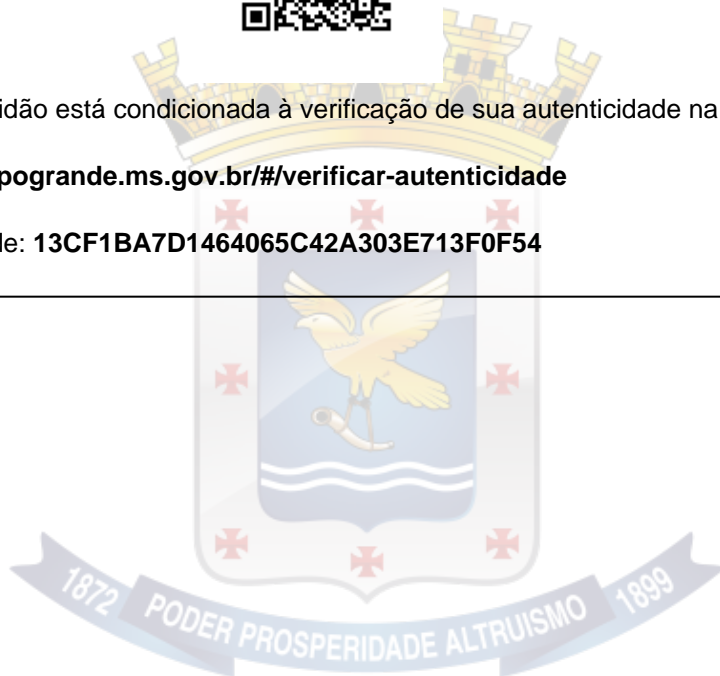 idão está condicionada à verificação de sua autenticidade na
pogrande.ms.gov.br/#/verificar-autenticidade
le: 13CF1BA7D1464065C42A303E713F0F54
1872 PODER PROSPERIDADE ALTRUISMO 1899